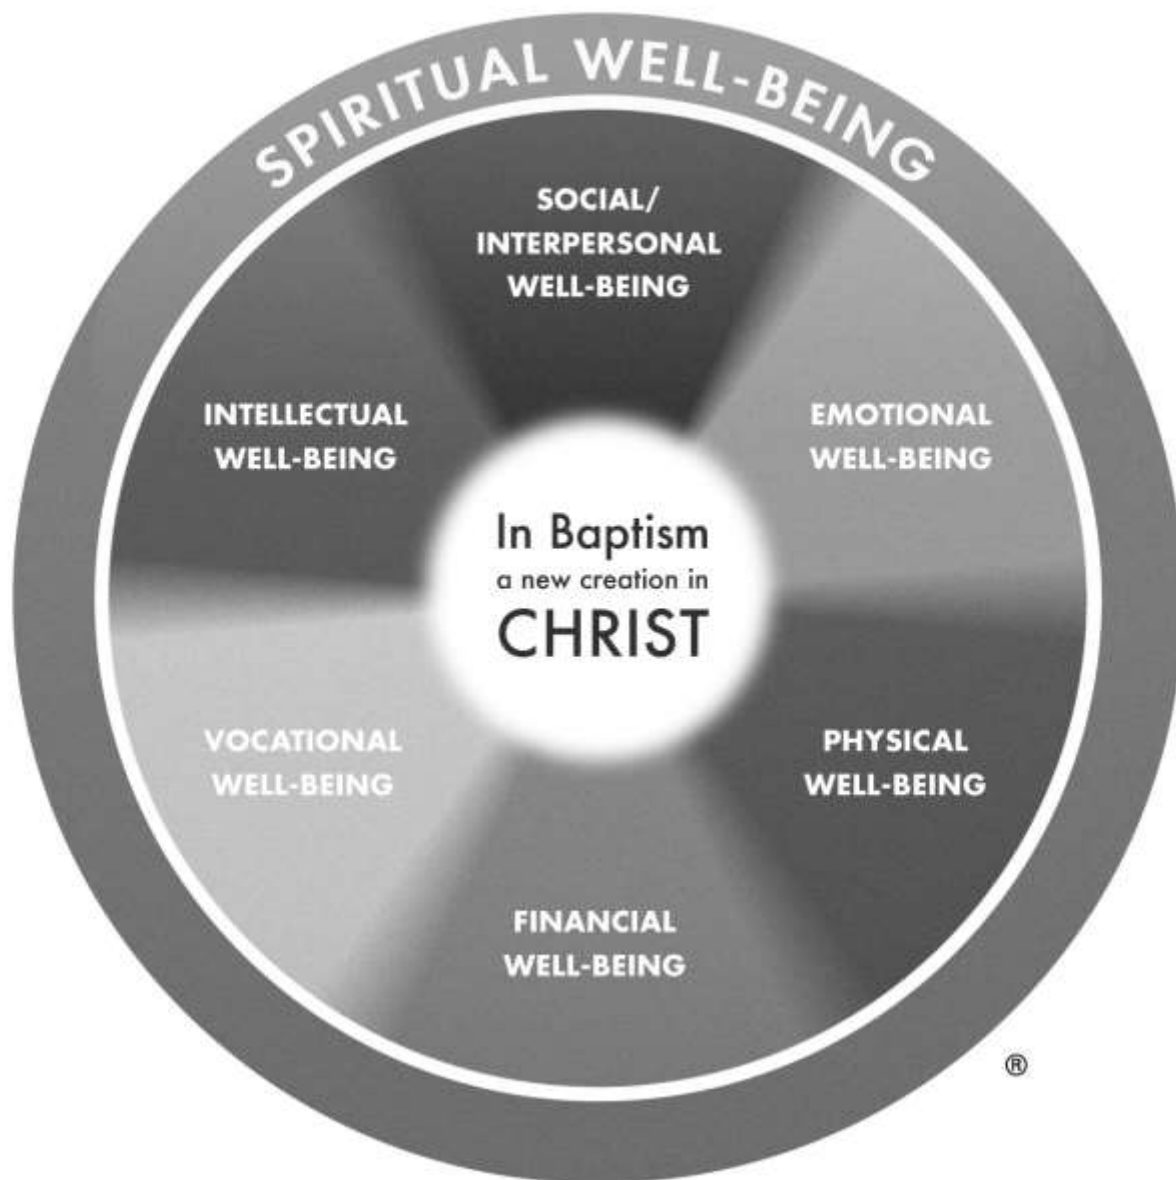 SPIRITUAL WELL-BEING
SOCIAL/
INTERPERSONAL
WELL-BEING
EMOTIONAL
WELL-BEING
PHYSICAL
WELL-BEING
FINANCIAL
WELL-BEING
VOCATIONAL
WELL-BEING
INTELLECTUAL
WELL-BEING
In Baptism
a new creation in
CHRIST
®